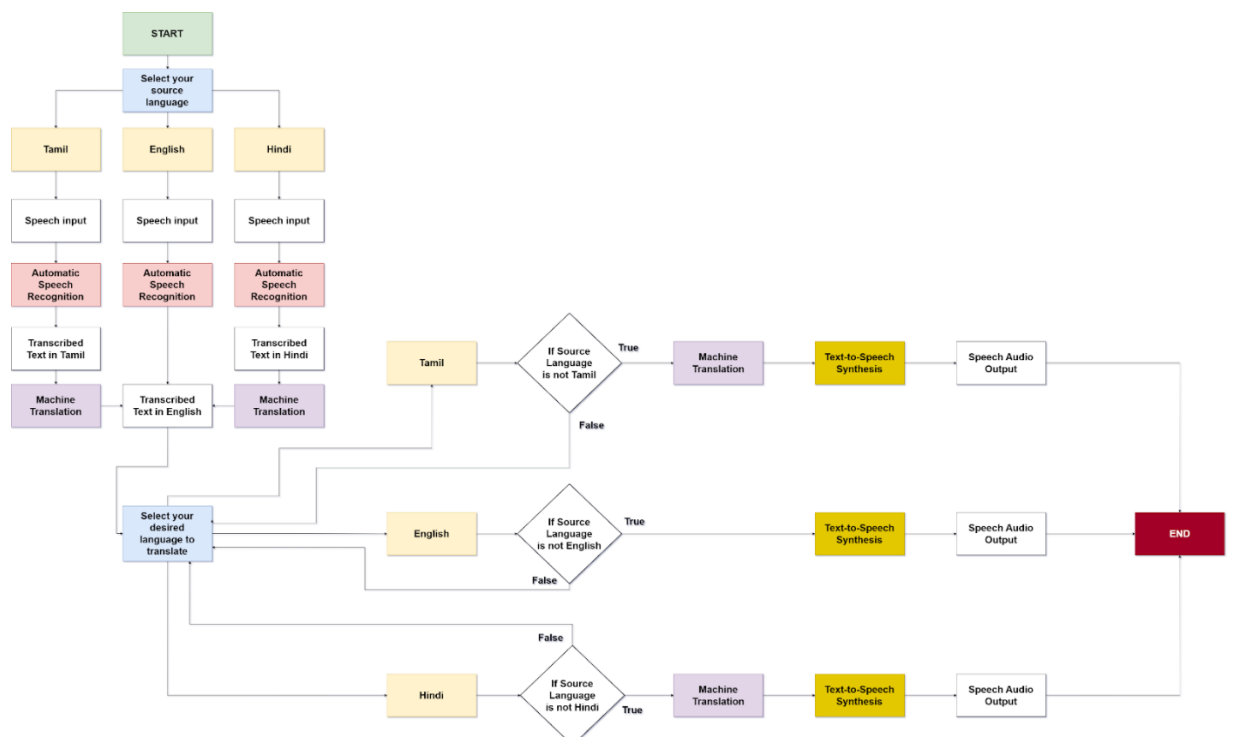 START
Select your
source
language
Tamil
English
Hindi
Speech input
Speech input
Speech input
Automatic
Speech
Recognition
Automatic
Speech
Recognition
Automatic
Speech
Recognition
Transcribed
Text in Tamil
Transcribed
Text in Hindi
Machine
Translation
Transcribed
Text in English
Machine
Translation
Select your
desired
language to
translate
Tamil
If Source
Language
is not Tamil
True
False
Machine
Translation
Text-to-Speech
Synthesis
Speech Audio
Output
English
If Source
Language
is not English
True
False
Text-to-Speech
Synthesis
Speech Audio
Output
END
Hindi
If Source
Language
is not Hindi
False
True
Machine
Translation
Text-to-Speech
Synthesis
Speech Audio
Output